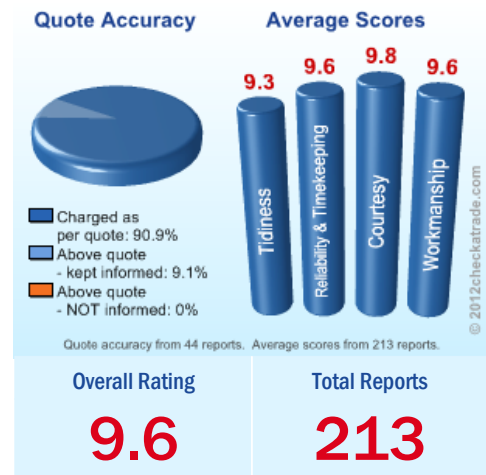 Quote Accuracy
Charged as
per quote: 90.9%
Above quote
- kept informed: 9.1%
Above quote
- NOT informed: 0%
Average Scores
9.3
9.6
9.8
9.6
Tidiness
Reliability & Timekeeping
Courtesy
Workmanship
© 2012checkatrade.com
Quote accuracy from 44 reports. Average scores from 213 reports.
Overall Rating
9.6
Total Reports
213